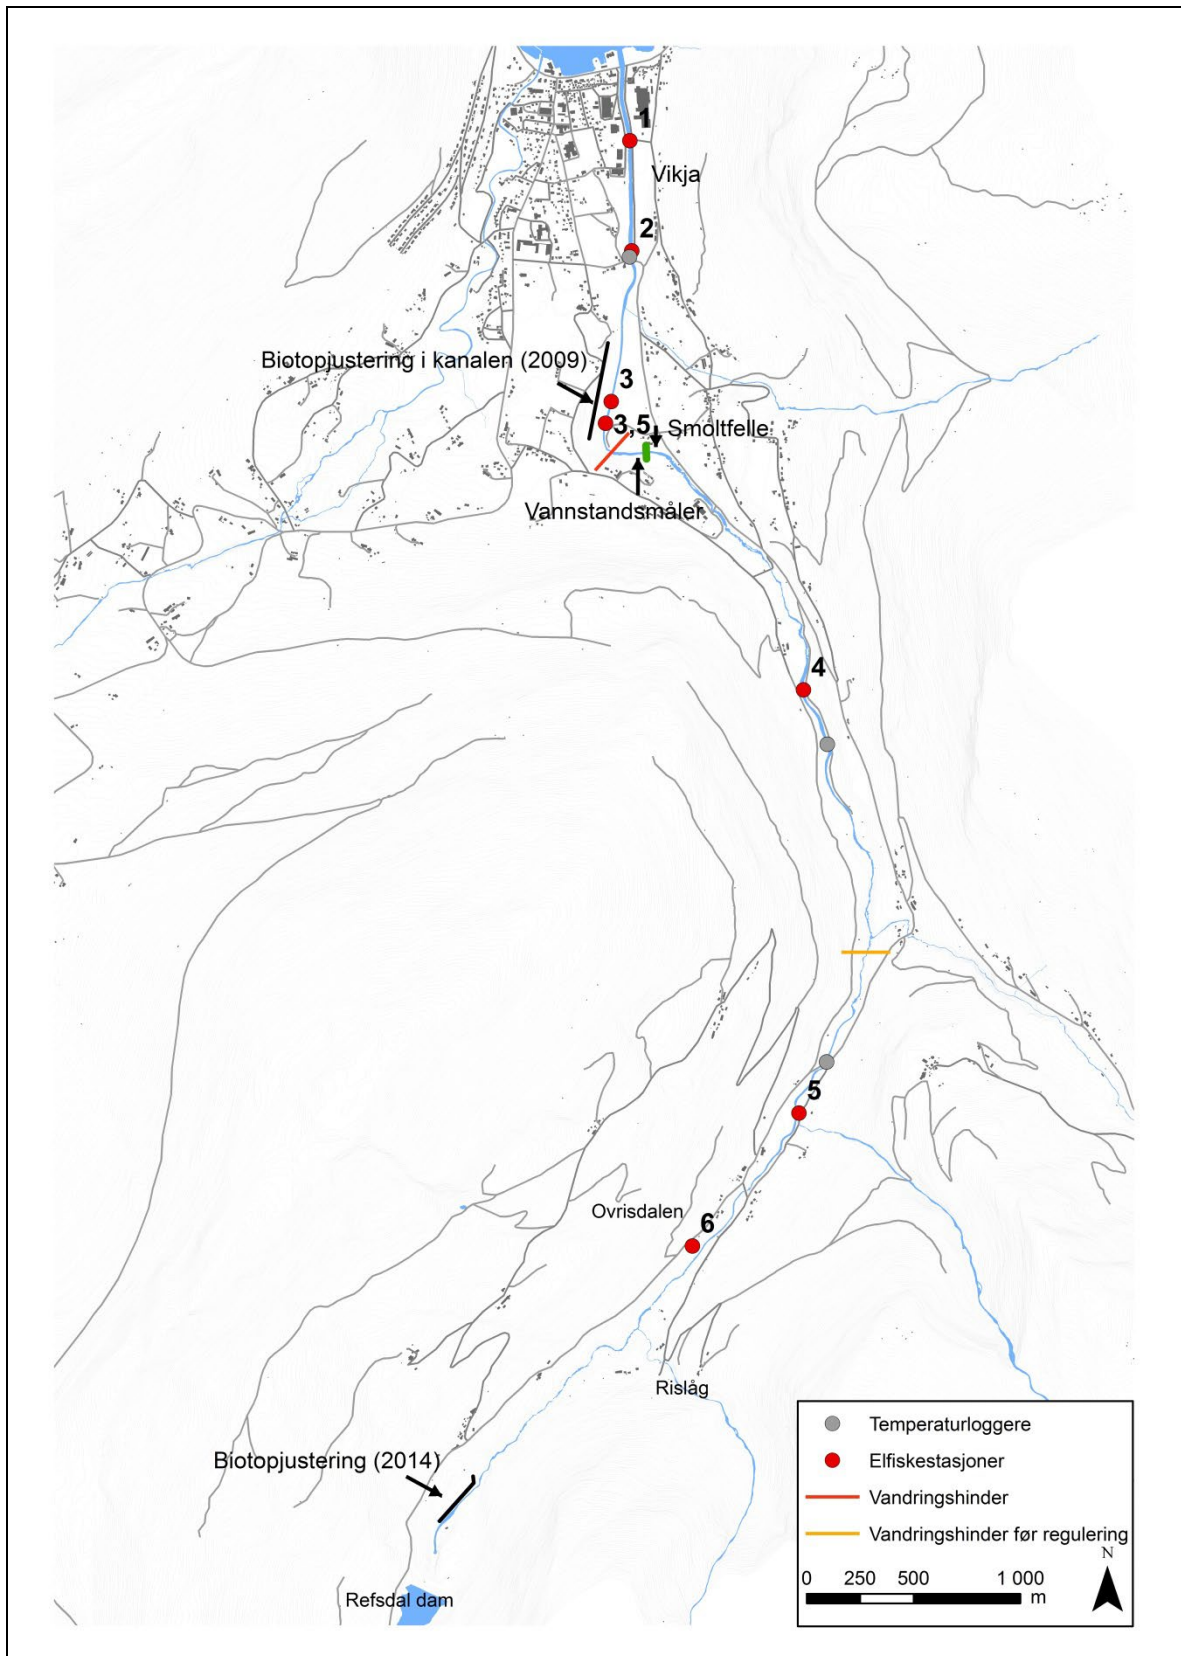 1
Vikja
2
Biotopjustering i kanalen (2009)
3
3,5
Smoltfelle
Vannstandsmåler
4
5
Ovrisdalen
6
Rislåg
Biotopjustering (2014)
Refsdal dam
Temperaturloggere
Elfiskestasjoner
Vandringshinder
Vandringshinder før regulering
N
0 250 500 1 000
m